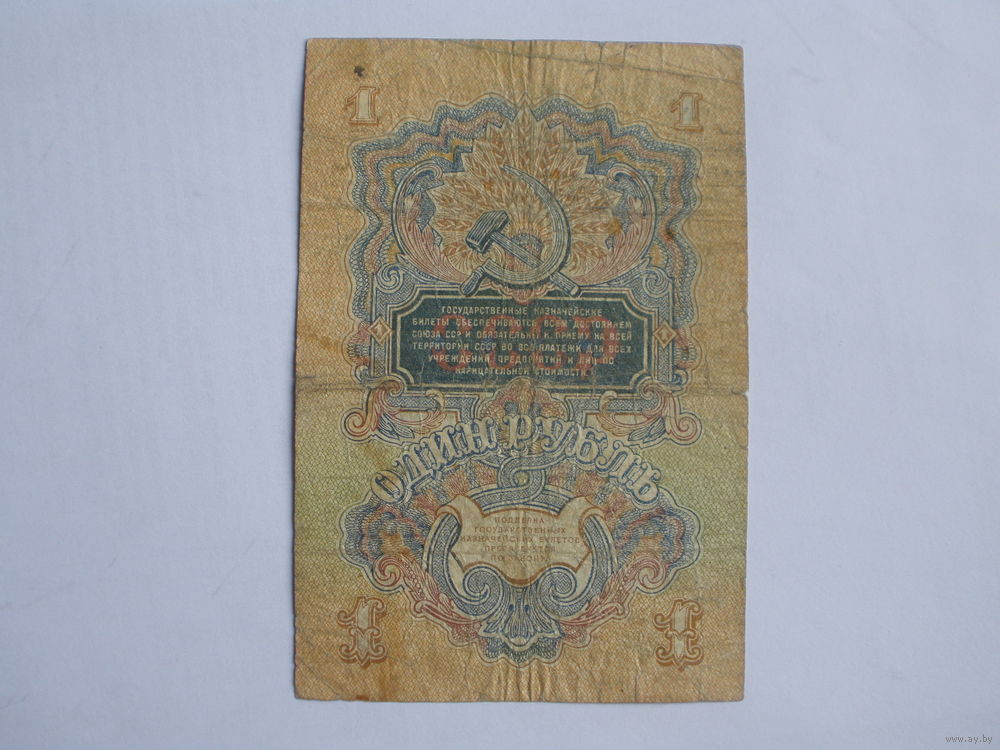 1 1
ГОСУДАРСТВЕННЫЕ КАЗНАЧЕЙСКИЕ
БИЛЕТЫ ОБЕСПЕЧИВАЮТСЯ ВСЕМ ДОСТОЯНИЕМ
СОЮЗА ССР И ОБЯЗАТЕЛЬНЫ К ПРИЕМУ НА ВСЕЙ
ТЕРРИТОРИИ СССР ВО ВСЕ ПЛАТЕЖИ ДЛЯ ВСЕХ
УЧРЕЖДЕНИЙ, ПРЕДПРИЯТИЙ И ЛИЦ ПО
НАРИЦАТЕЛЬНОЙ СТОИМОСТИ
ОДИН РУБЛЬ
ПОДДЕЛКА
ГОСУДАРСТВЕННЫХ
КАЗНАЧЕЙСКИХ БИЛЕТОВ
ПРЕСЛЕДУЕТСЯ
ПО ЗАКОНУ
1 1
www.ay.by